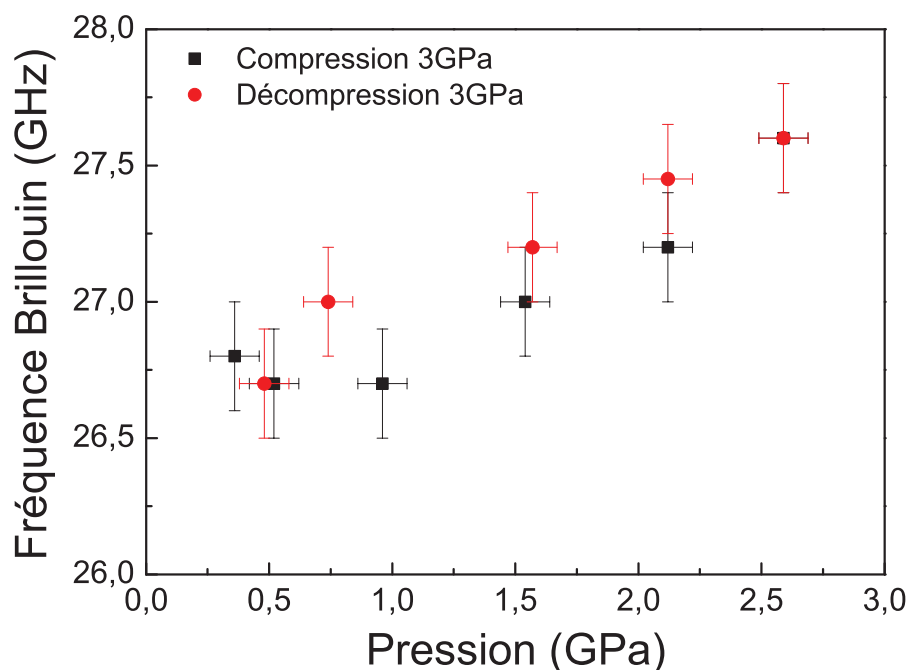 28,0
Compression 3GPa
Décompression 3GPa
27,5
27,0
26,5
26,0
Fréquence Brillouin (GHz)
0,0 0,5 1,0 1,5 2,0 2,5 3,0
Pression (GPa)